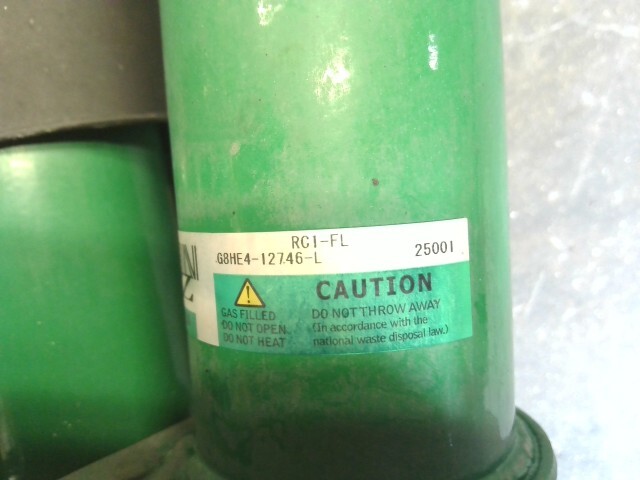 RC1-FL
G8HE4-12746-L 25001
CAUTION
GAS FILLED
DO NOT OPEN.
DO NOT HEAT
DO NOT THROW AWAY
(In accordance with the
national waste disposal law.)